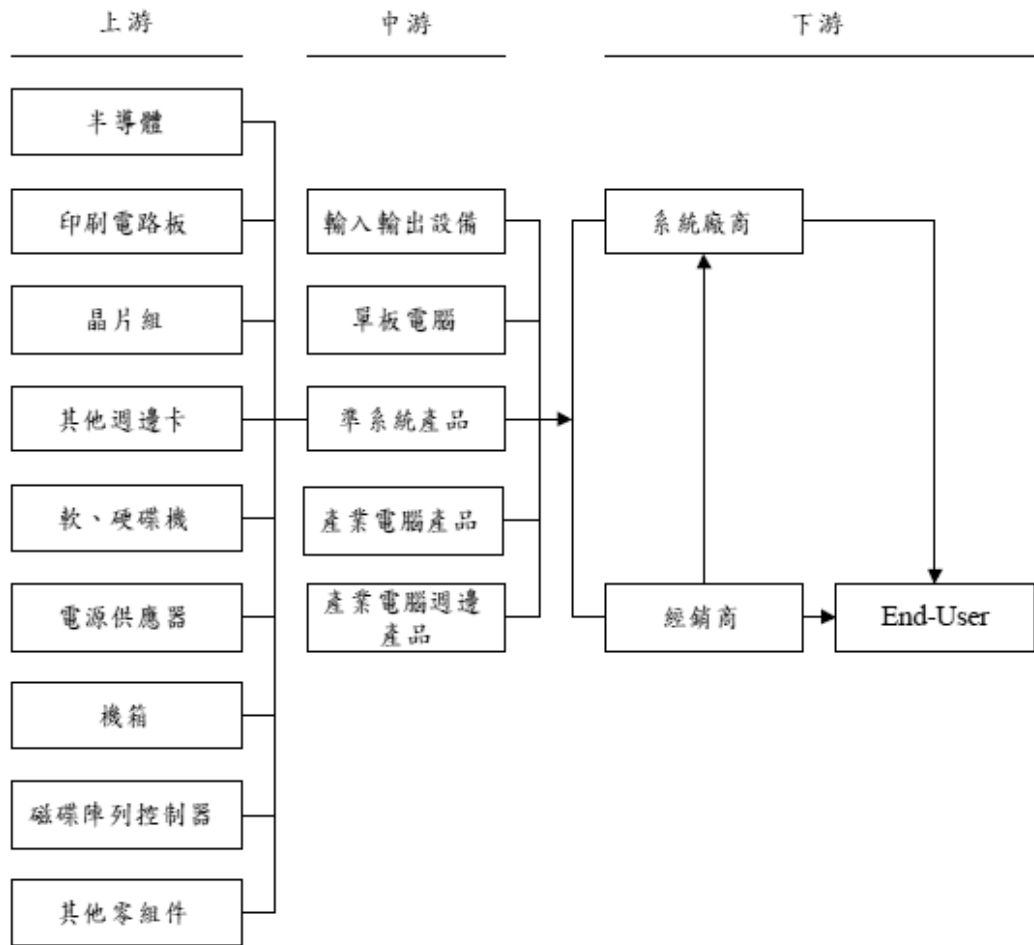 上游
中游
下游
半導體
印刷電路板
輸入輸出設備
系統廠商
晶片組
單板電腦
其他週邊卡
準系統產品
軟、硬碟機
產業電腦產品
電源供應器
產業電腦週邊
產品
經銷商
End-User
機箱
磁碟陣列控制器
其他零組件